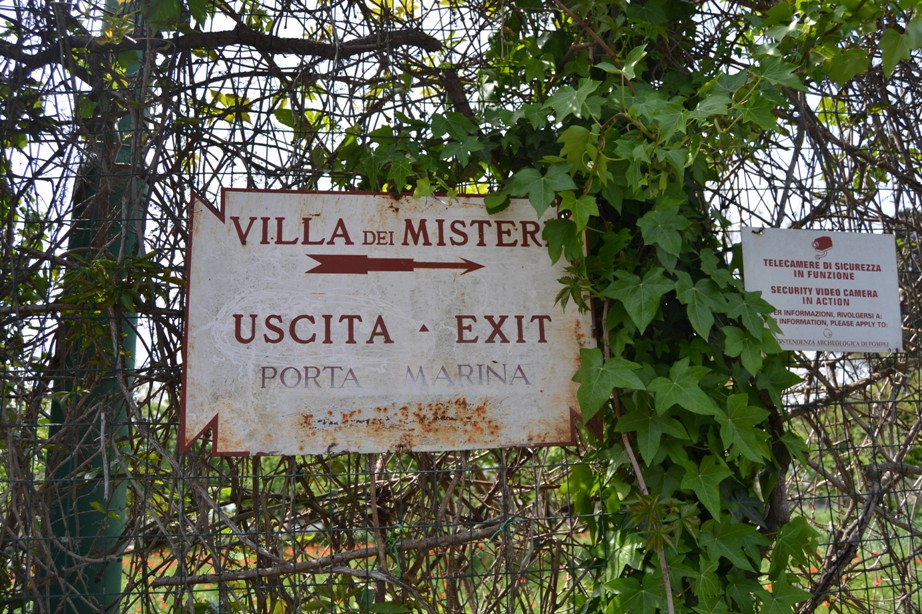 VILLA DEI MISTERI
USCITA · EXIT
PORTA MARINA
TELECAMERE DI SICUREZZA
IN FUNZIONE
SECURITY VIDEO CAMERA
IN ACTION
PER INFORMAZIONI, RIVOLGERSI A:
INFORMATION, PLEASE APPLY TO:
SOPRINTENDENZA ARCHEOLOGICA DI POMPEI